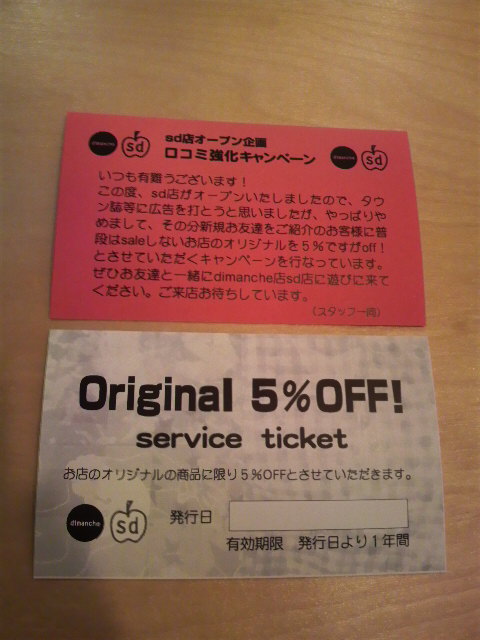 dimanche sd sd店オープン企画 dimanche sd
口コミ強化キャンペーン
いつも有難うございます！
この度、sd店がオープンいたしましたので、タウ
ン誌等に広告を打とうと思いましたが、やっぱりや
めまして、その分新規お友達をご紹介のお客様に普
段はsaleしないお店のオリジナルを５％ですがoff！
とさせていただくキャンペーンを行なっています。
ぜひお友達と一緒にdimanche店sd店に遊びに来て
ください。ご来店お待ちしています。
（スタッフ一同）
Original 5%OFF!
service ticket
お店のオリジナルの商品に限り５％OFFとさせていただきます。
dimanche sd 発行日
有効期限 発行日より１年間